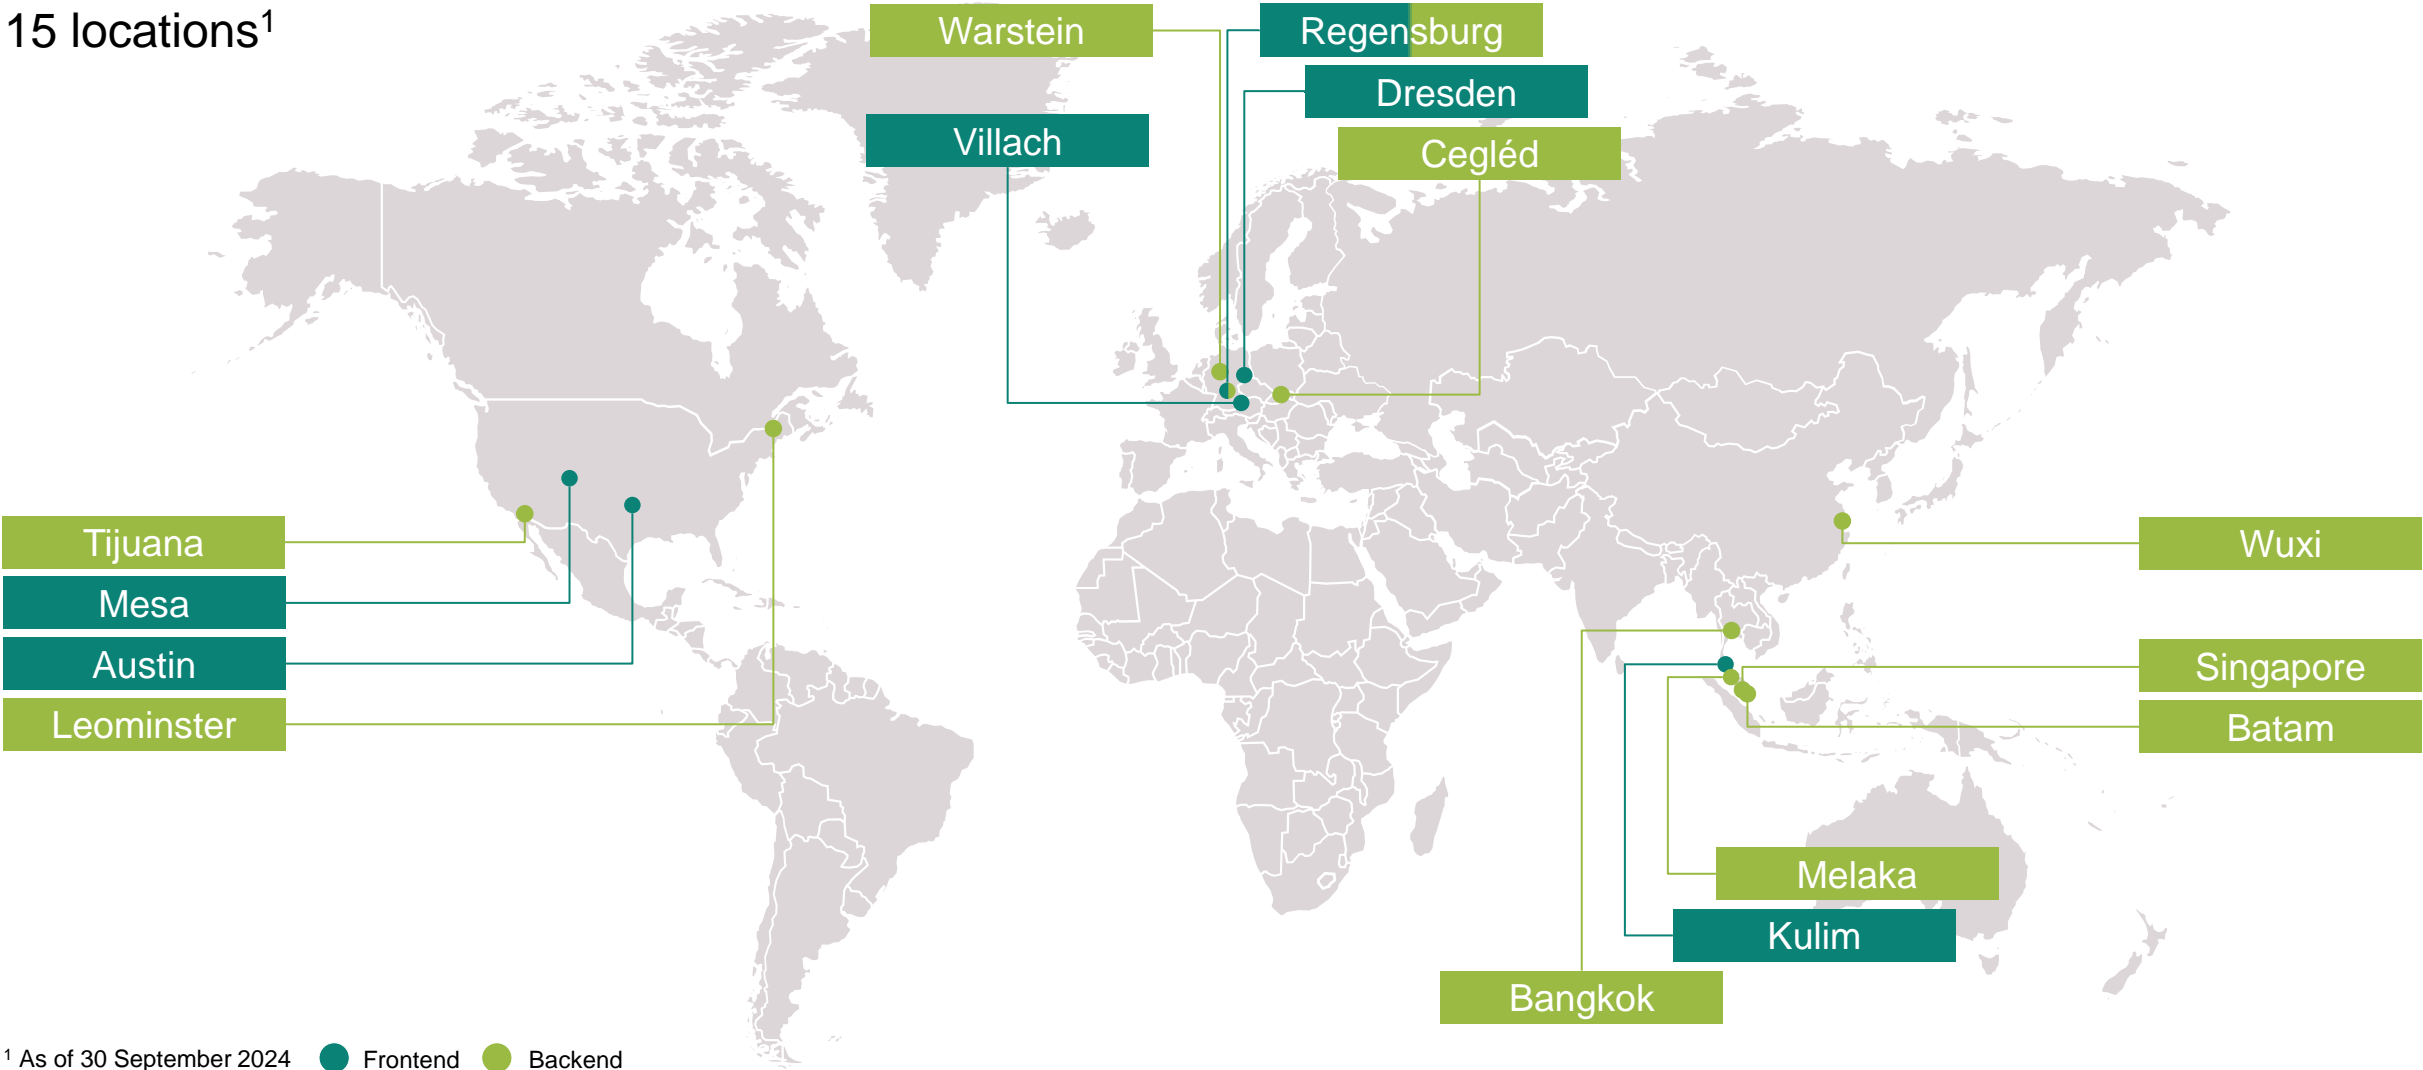 15 locations¹
Warstein
Regensburg
Dresden
Villach
Cegléd
Tijuana
Mesa
Austin
Leominster
Wuxi
Singapore
Batam
Melaka
Kulim
Bangkok
¹ As of 30 September 2024 Frontend Backend